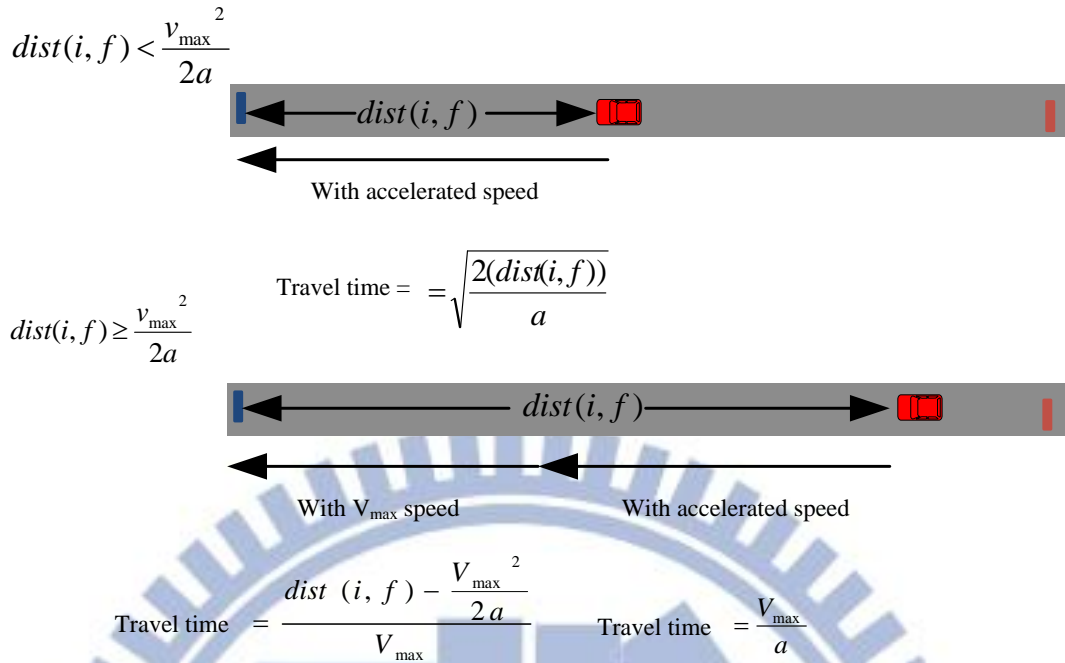 dist(i, f) < v_max^2 / 2a
dist(i, f)
With accelerated speed
Travel time = = √(2(dist(i, f)) / a)
dist(i, f) ≥ v_max^2 / 2a
dist(i, f)
With V_max speed With accelerated speed
Travel time = (dist (i, f) − V_max^2 / 2a) / V_max Travel time = V_max / a